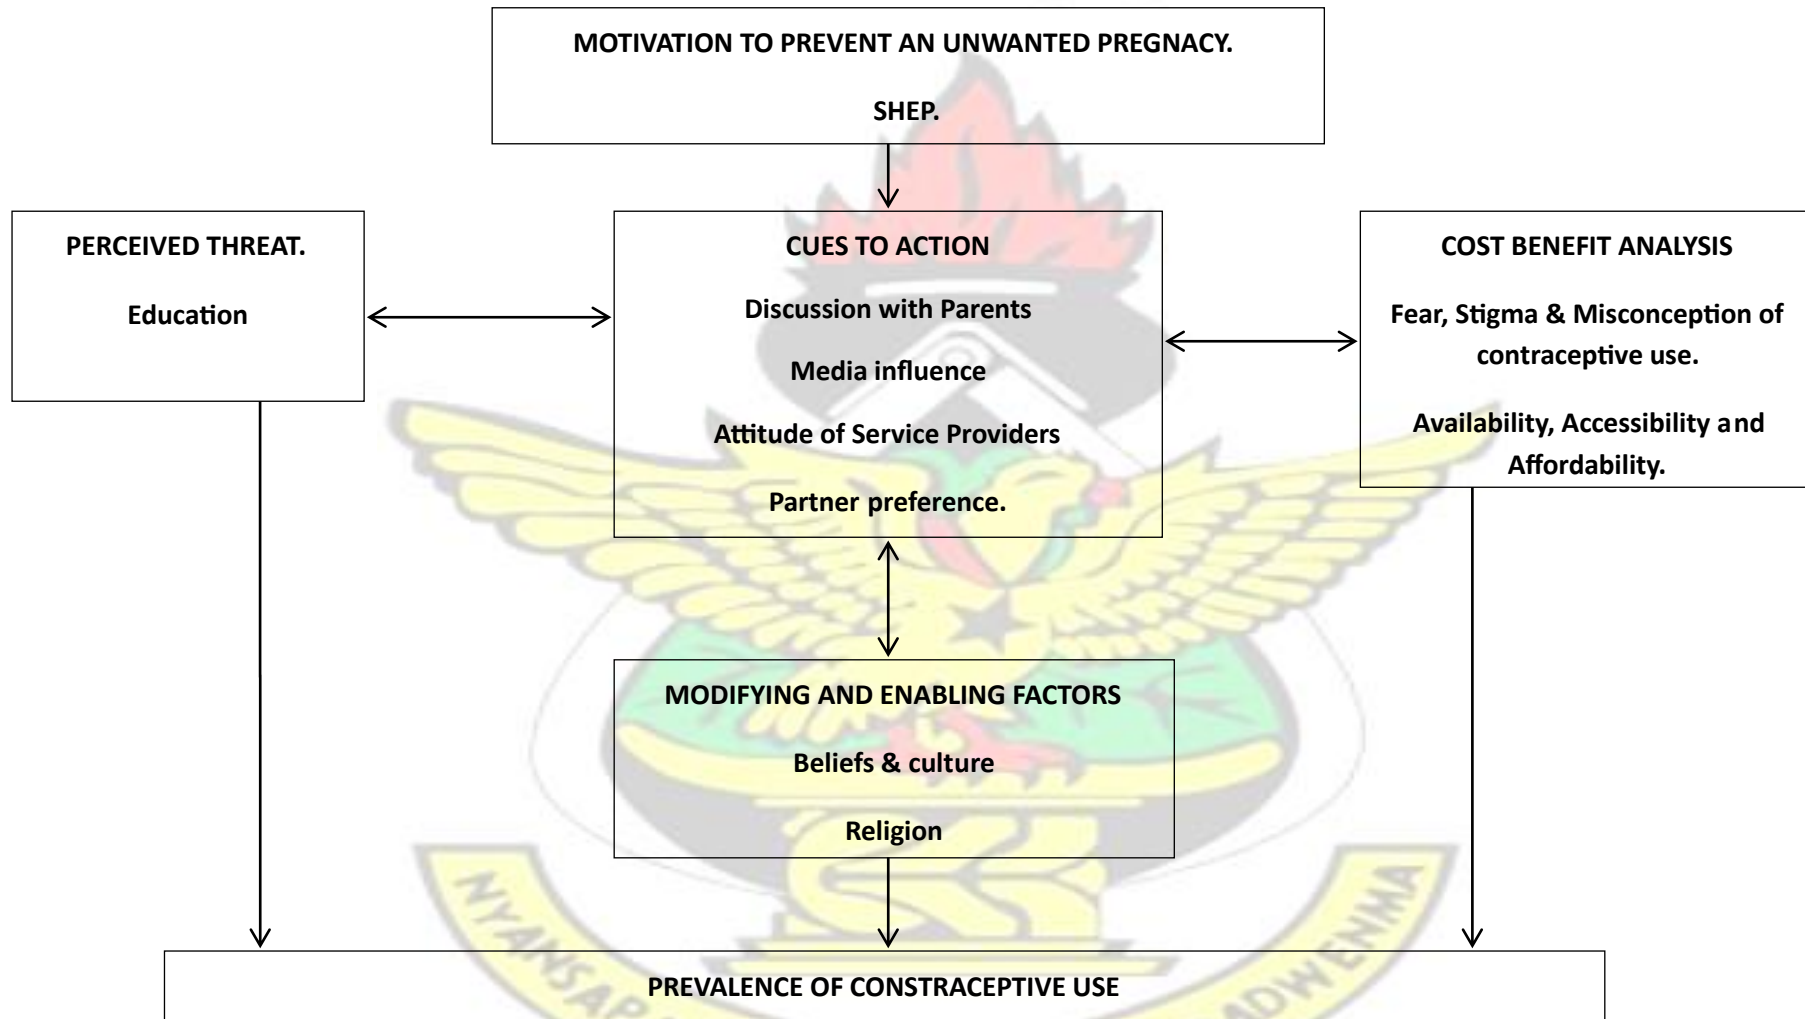 MOTIVATION TO PREVENT AN UNWANTED PREGNACY.
SHEP.
PERCEIVED THREAT.
Education
CUES TO ACTION
Discussion with Parents
Media influence
Attitude of Service Providers
Partner preference.
COST BENEFIT ANALYSIS
Fear, Stigma & Misconception of
contraceptive use.
Availability, Accessibility and
Affordability.
MODIFYING AND ENABLING FACTORS
Beliefs & culture
Religion
PREVALENCE OF CONSTRACEPTIVE USE
ADWENMA